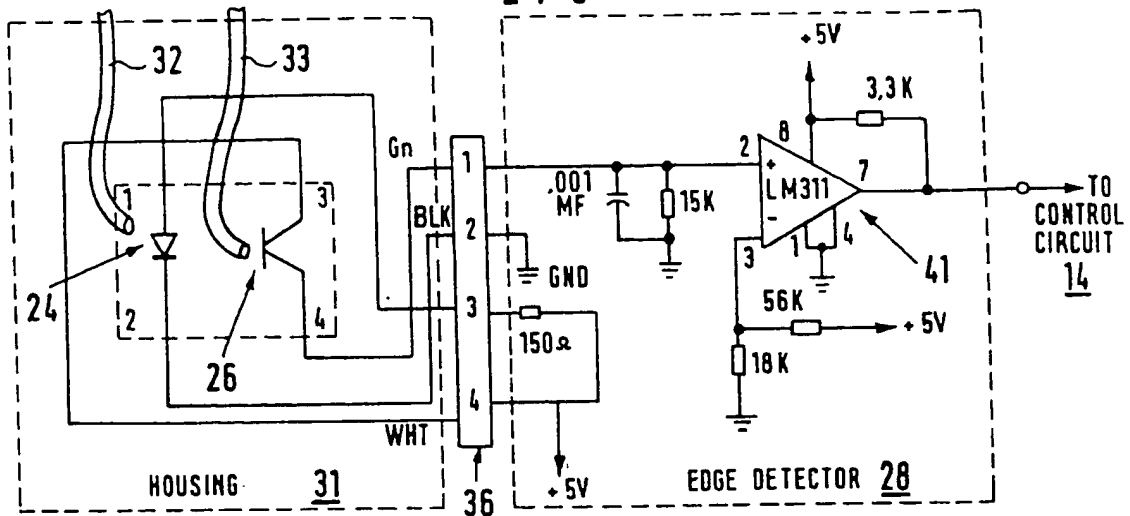 32
33
1
3
24
2
4
26
Gn
BLK
WHT
HOUSING 31
1
2
3
4
36
.001
MF
15K
GND
150Ω
+5V
+5V
3,3K
8
2
+
LM311
7
-
1
4
3
41
56K
+5V
18K
EDGE DETECTOR 28
TO
CONTROL
CIRCUIT
14